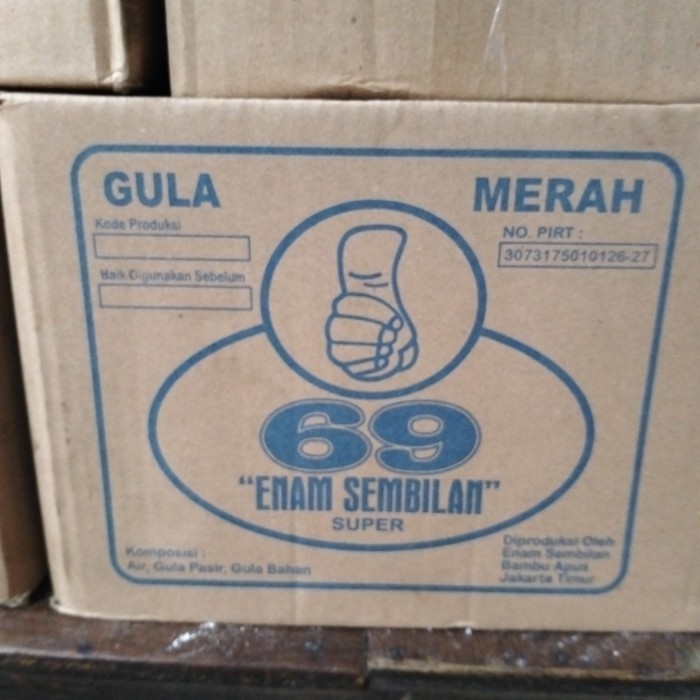 GULA MERAH
Kode Produksi
NO. PIRT :
3073175010126-27
Baik Digunakan Sebelum
69
"ENAM SEMBILAN"
SUPER
Komposisi :
Air, Gula Pasir, Gula Bahan
Diproduksi Oleh
Enam Sembilan
Bambu Apus
Jakarta Timur